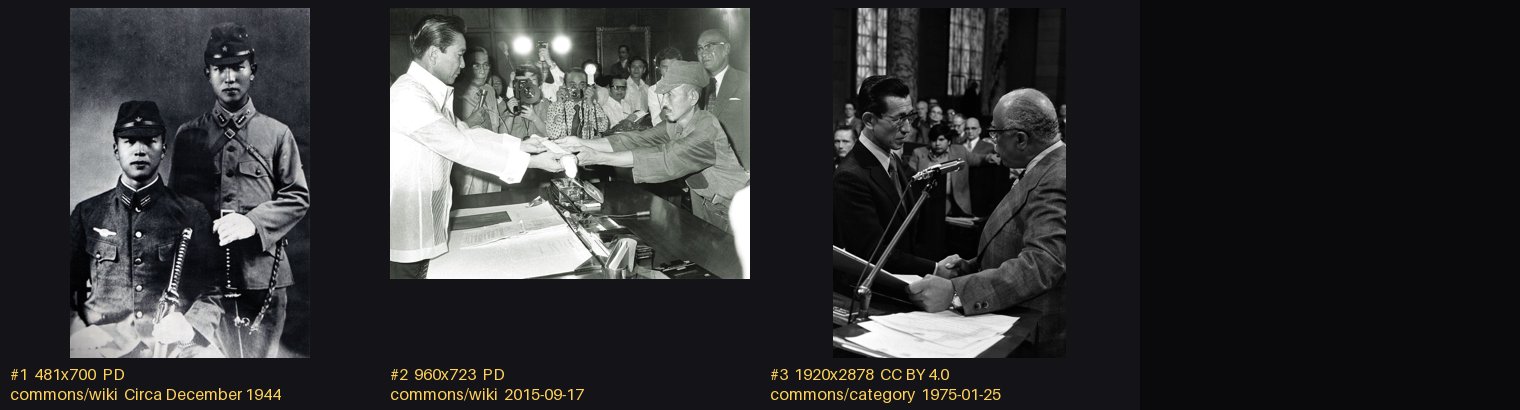 #1 481x700 PD
commons/wiki Circa December 1944
#2 960x723 PD
commons/wiki 2015-09-17
#3 1920x2878 CC BY 4.0
commons/category 1975-01-25